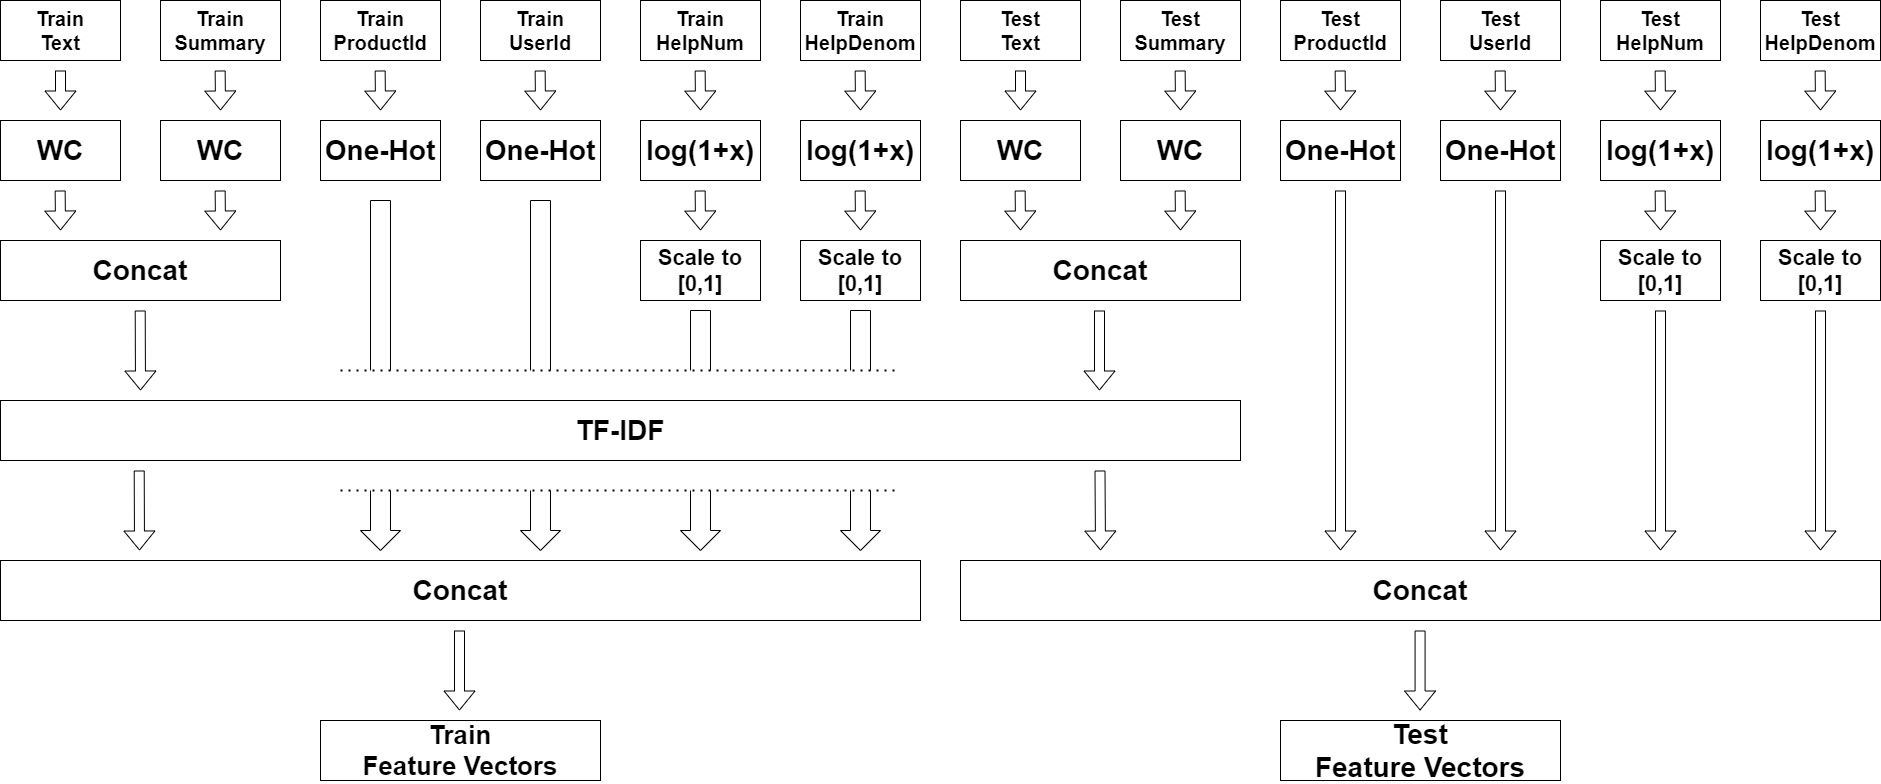 Train
Text
Train
Summary
Train
ProductId
Train
UserId
Train
HelpNum
Train
HelpDenom
Test
Text
Test
Summary
Test
ProductId
Test
UserId
Test
HelpNum
Test
HelpDenom
WC
WC
One-Hot
One-Hot
log(1+x)
log(1+x)
WC
WC
One-Hot
One-Hot
log(1+x)
log(1+x)
Concat
Scale to
[0,1]
Scale to
[0,1]
Concat
Scale to
[0,1]
Scale to
[0,1]
TF-IDF
Concat
Concat
Train
Feature Vectors
Test
Feature Vectors